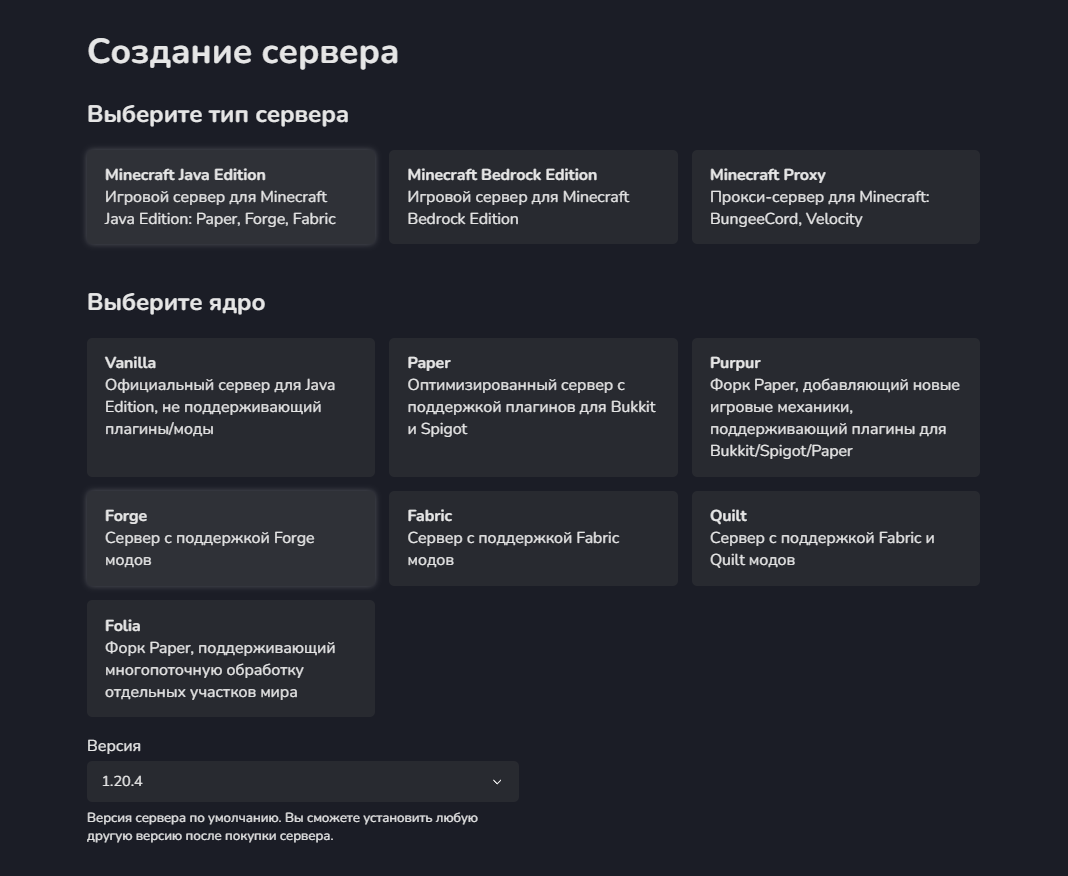 Создание сервера
Выберите тип сервера
Minecraft Java Edition
Игровой сервер для Minecraft
Java Edition: Paper, Forge, Fabric
Minecraft Bedrock Edition
Игровой сервер для Minecraft
Bedrock Edition
Minecraft Proxy
Прокси-сервер для Minecraft:
BungeeCord, Velocity
Выберите ядро
Vanilla
Официальный сервер для Java
Edition, не поддерживающий
плагины/моды
Paper
Оптимизированный сервер с
поддержкой плагинов для Bukkit
и Spigot
Purpur
Форк Paper, добавляющий новые
игровые механики,
поддерживающий плагины для
Bukkit/Spigot/Paper
Forge
Сервер с поддержкой Forge
модов
Fabric
Сервер с поддержкой Fabric
модов
Quilt
Сервер с поддержкой Fabric и
Quilt модов
Folia
Форк Paper, поддерживающий
многопоточную обработку
отдельных участков мира
Версия
1.20.4
Версия сервера по умолчанию. Вы сможете установить любую
другую версию после покупки сервера.